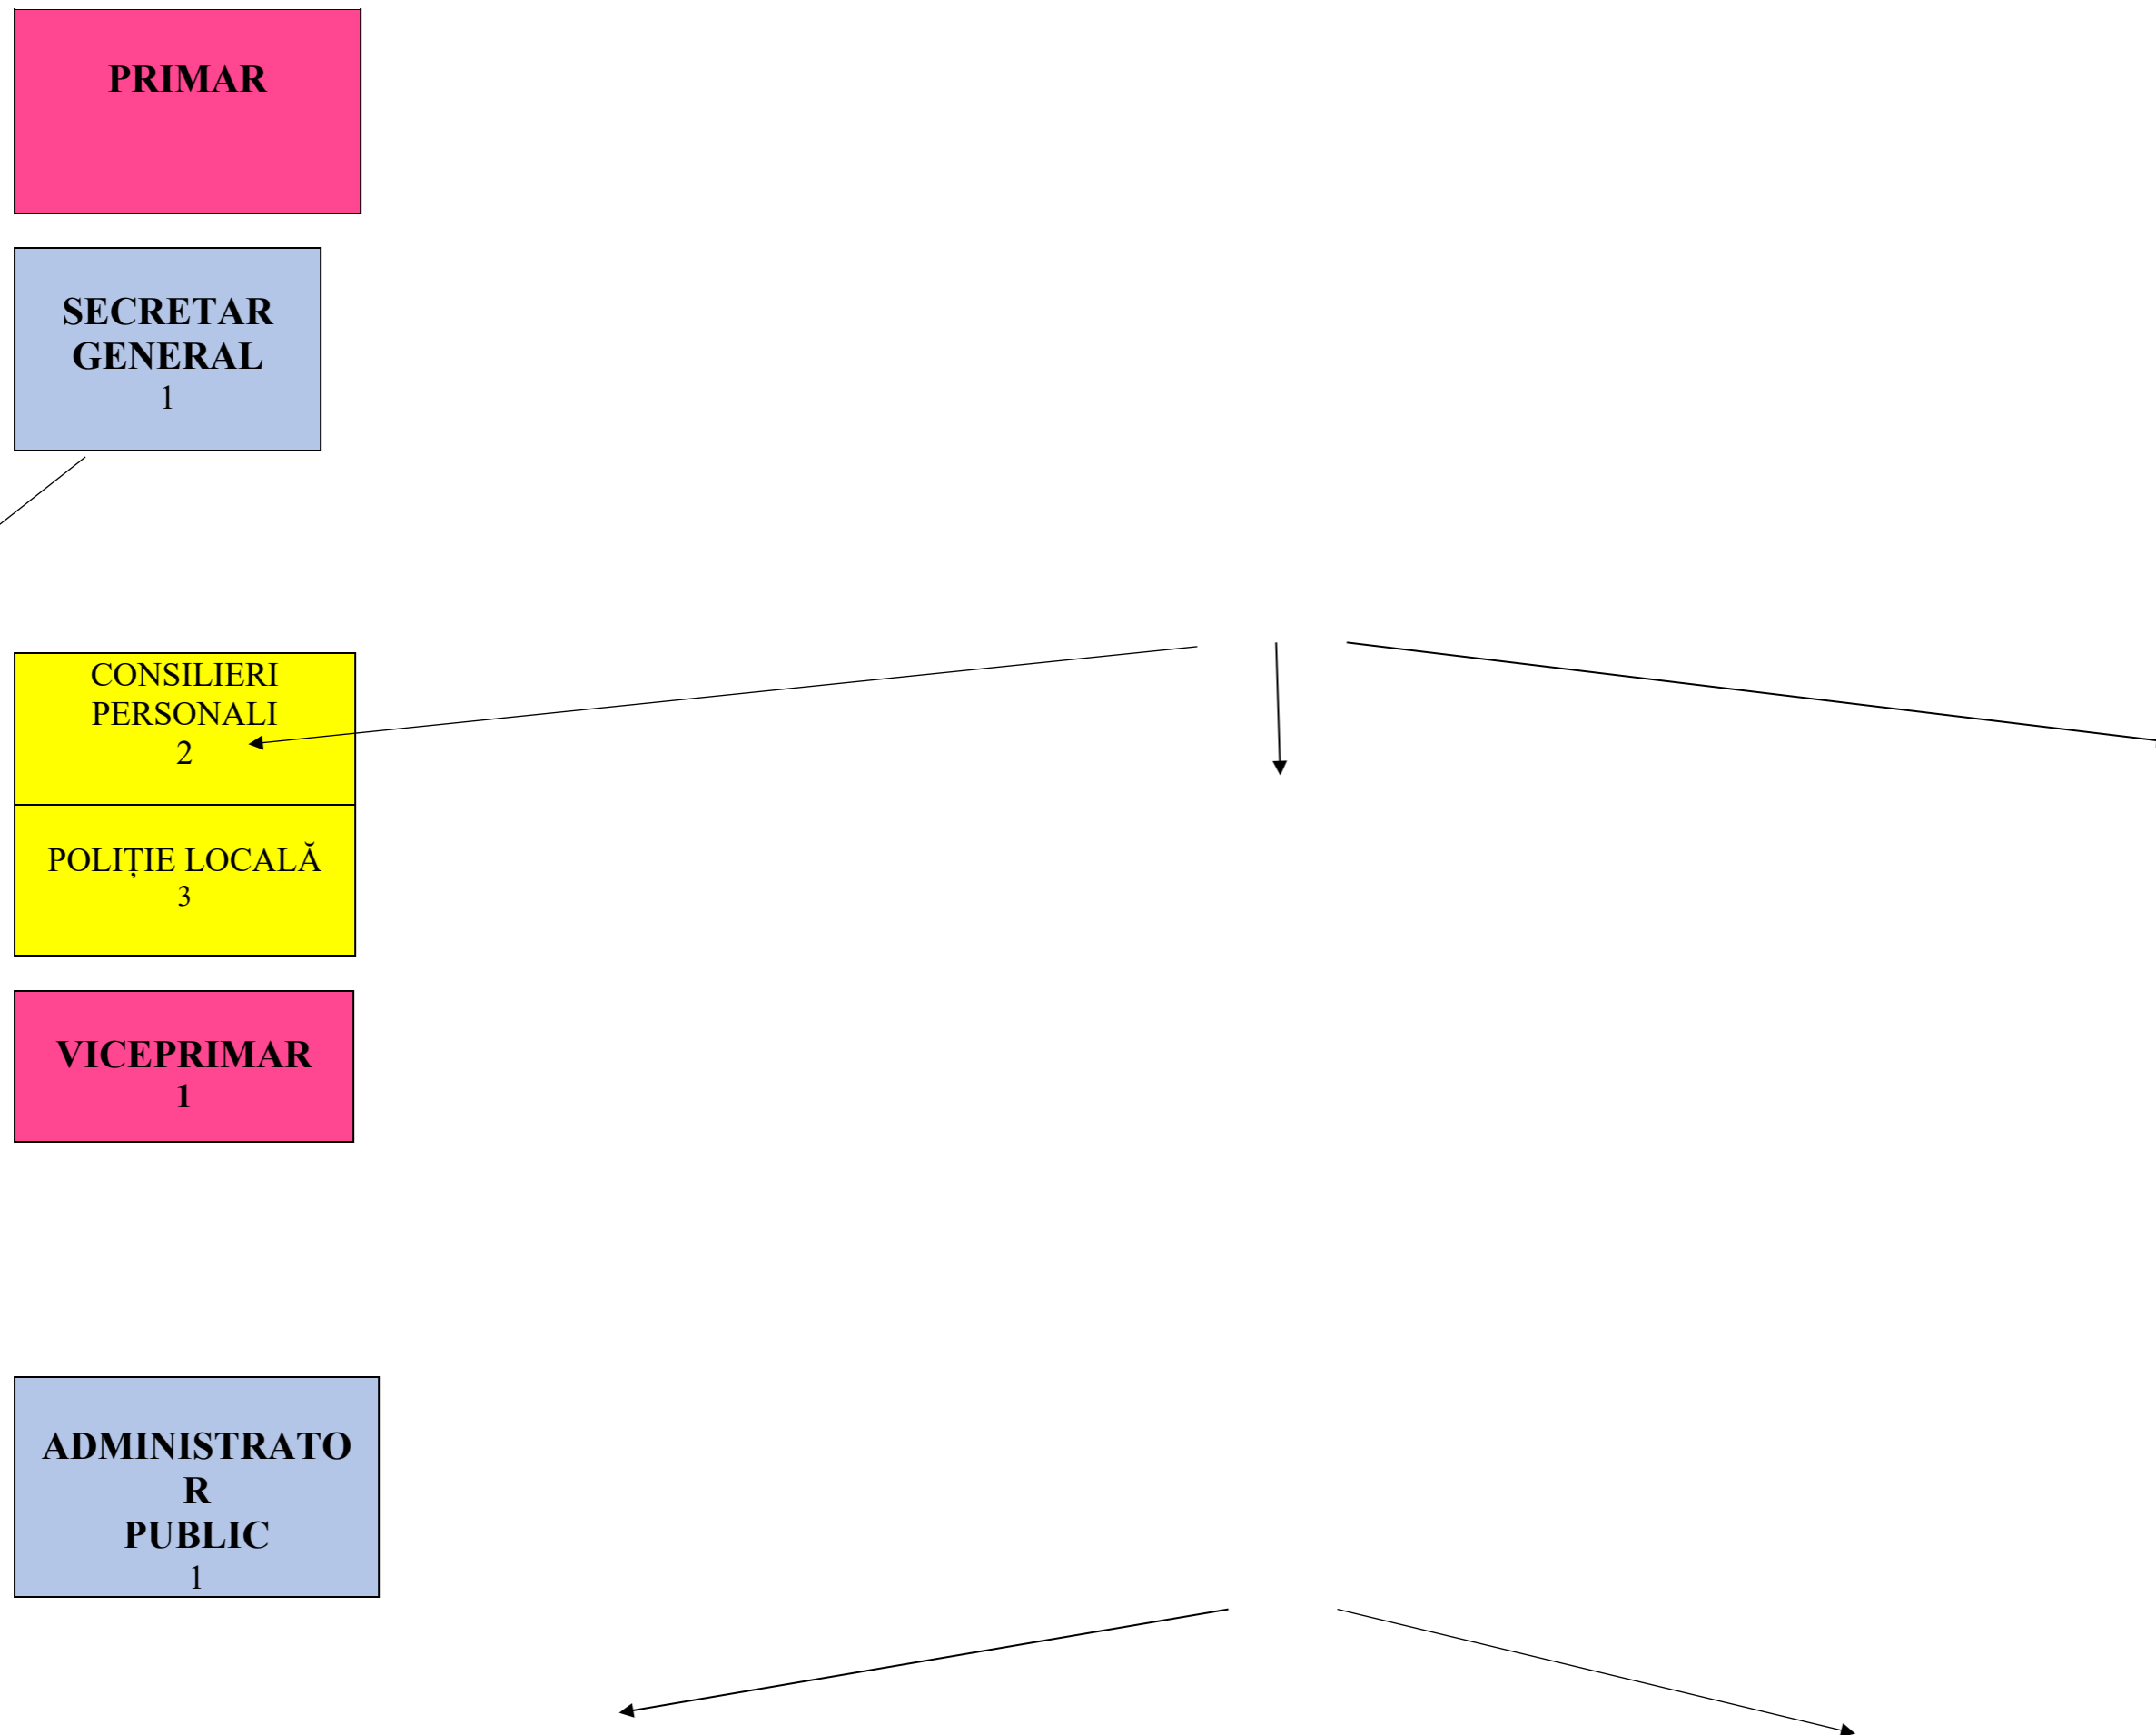 PRIMAR
SECRETAR
GENERAL
1
CONSILIERI
PERSONALI
2
POLIȚIE LOCALĂ
3
VICEPRIMAR
1
ADMINISTRATO
R
PUBLIC
1